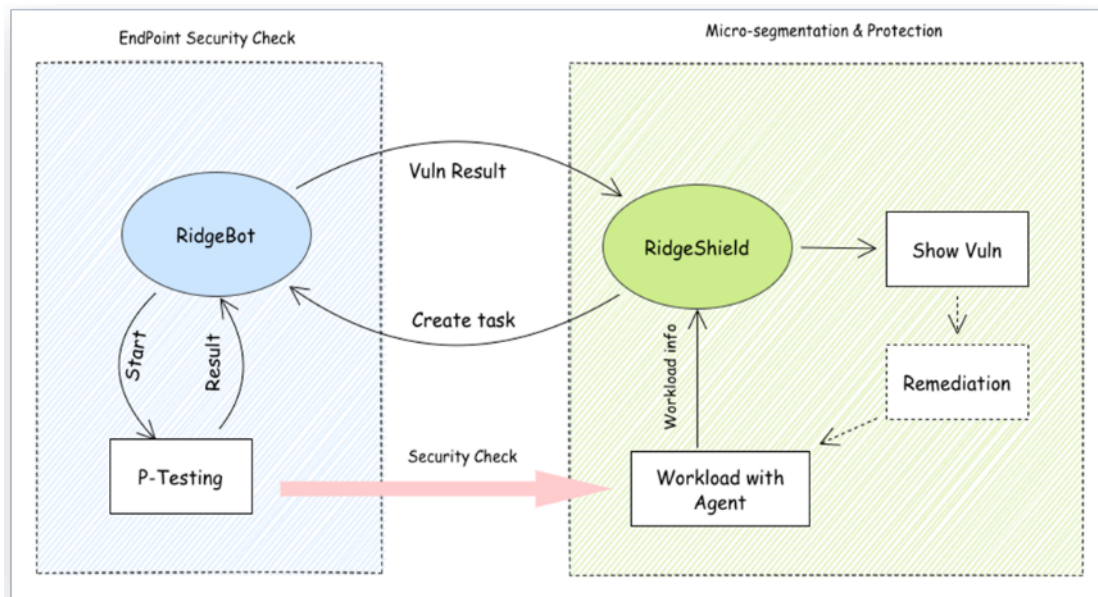 EndPoint Security Check
Micro-segmentation & Protection
Vuln Result
RidgeBot
RidgeShield
Show Vuln
Create task
Start
Result
Workload info
Remediation
Security Check
P-Testing
Workload with
Agent